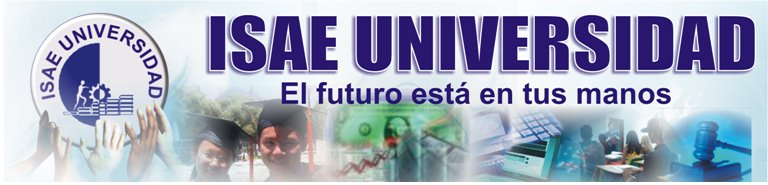 ISAE UNIVERSIDAD
ISAE UNIVERSIDAD
El futuro está en tus manos